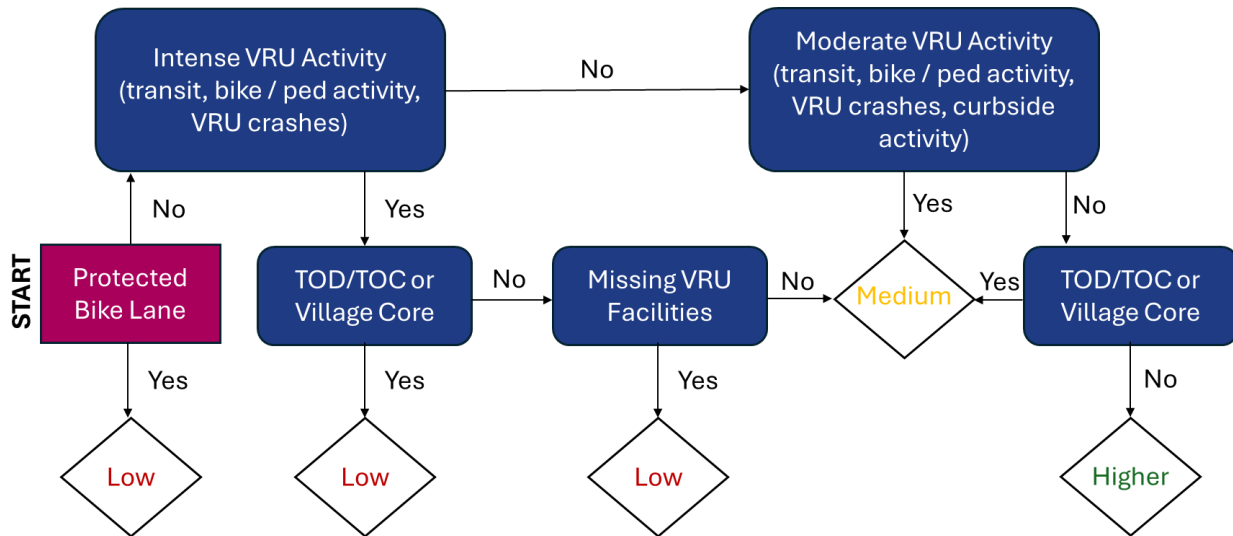 Intense VRU Activity
(transit, bike / ped activity,
VRU crashes)
No
Moderate VRU Activity
(transit, bike / ped activity,
VRU crashes, curbside
activity)
No
Yes
Yes
No
START
Protected
Bike Lane
TOD/TOC or
Village Core
No
Missing VRU
Facilities
No
Medium
Yes
TOD/TOC or
Village Core
Yes
Yes
Yes
No
Low
Low
Low
Higher